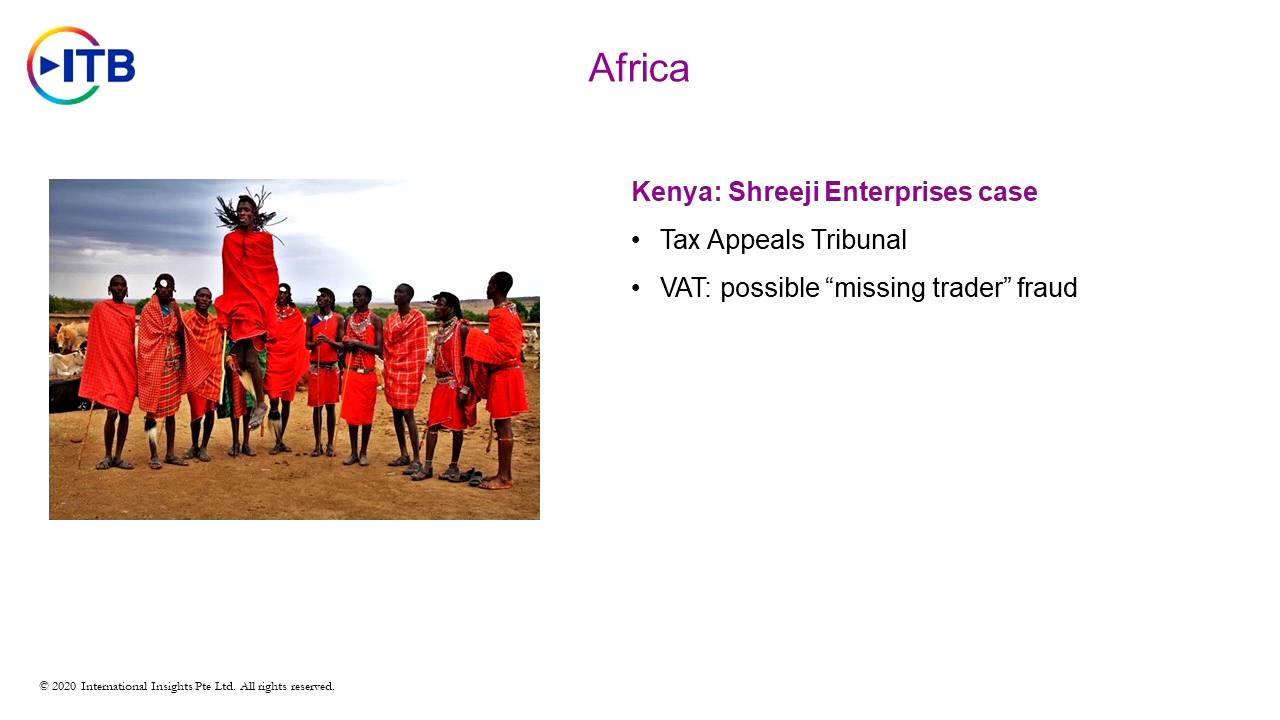 ITB
Africa
Kenya: Shreeji Enterprises case
• Tax Appeals Tribunal
• VAT: possible “missing trader” fraud
© 2020 International Insights Pte Ltd. All rights reserved.